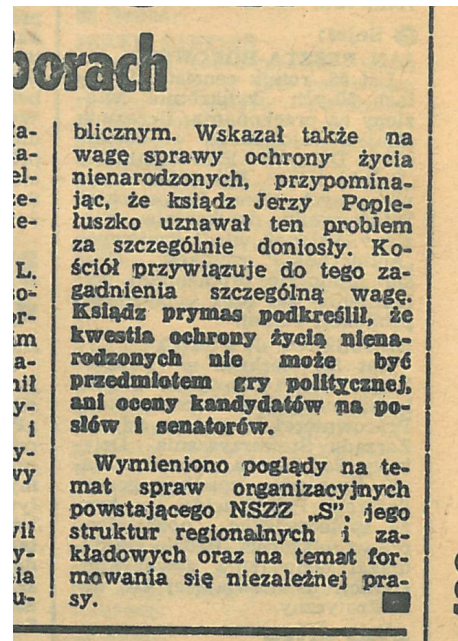 borach
blicznym. Wskazał także na
wagę sprawy ochrony życia
nienarodzonych, przypomina-
jąc, że ksiądz Jerzy Popie-
łuszko uznawał ten problem
za szczególnie doniosły. Ko-
ściół przywiązuje do tego za-
gadnienia szczególną wagę.
Ksiądz prymas podkreślił, że
kwestia ochrony życia niena-
rodzonych nie może być
przedmiotem gry politycznej,
ani oceny kandydatów na po-
słów i senatorów.
Wymieniono poglądy na te-
mat spraw organizacyjnych
powstającego NSZZ „S”, jego
struktur regionalnych i za-
kładowych oraz na temat for-
mowania się niezależnej pra-
sy.